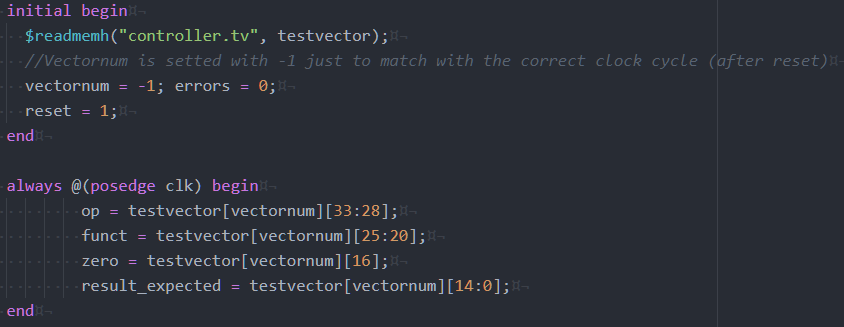 initial begin
$readmemh("controller.tv", testvector);
//Vectornum is setted with -1 just to match with the correct clock cycle (after reset)
vectornum = -1; errors = 0;
reset = 1;
end
always @(posedge clk) begin
op = testvector[vectornum][33:28];
funct = testvector[vectornum][25:20];
zero = testvector[vectornum][16];
result_expected = testvector[vectornum][14:0];
end